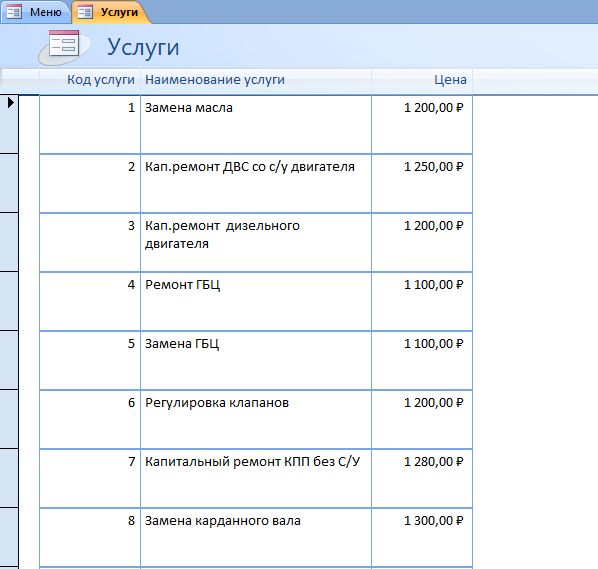 Меню Услуги
Услуги
Код услуги Наименование услуги Цена
1 Замена масла 1 200,00 ₽
2 Кап.ремонт ДВС со с/у двигателя 1 250,00 ₽
3 Кап.ремонт  дизельного 1 200,00 ₽
двигателя
4 Ремонт ГБЦ 1 100,00 ₽
5 Замена ГБЦ 1 100,00 ₽
6 Регулировка клапанов 1 200,00 ₽
7 Капитальный ремонт КПП без С/У 1 280,00 ₽
8 Замена карданного вала 1 300,00 ₽